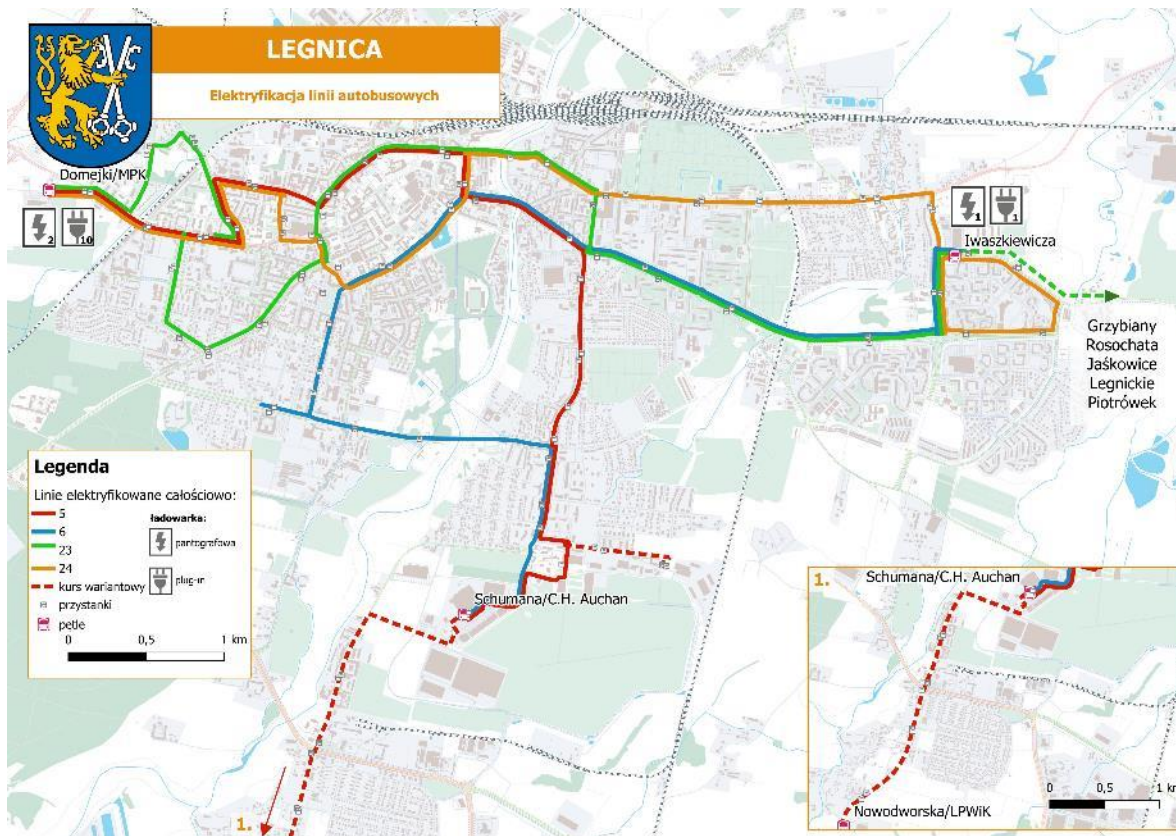 LEGNICA
Elektryfikacja linii autobusowych
Domejki/MPK
2
10
1
1
Iwaszkiewicza
Grzybiany
Rosochata
Jaśkowice
Legnickie
Piotrówek
Legenda
Linie elektryfikowane całościowo:
5
6
23
24
kurs wariantowy
przystanki
pętle
ładowarka:
pantografowa
plug-in
0 0,5 1 km
Schumana/C.H. Auchan
1.
1.
Schumana/C.H. Auchan
Nowodworska/LPWiK
0 0,5 1 km